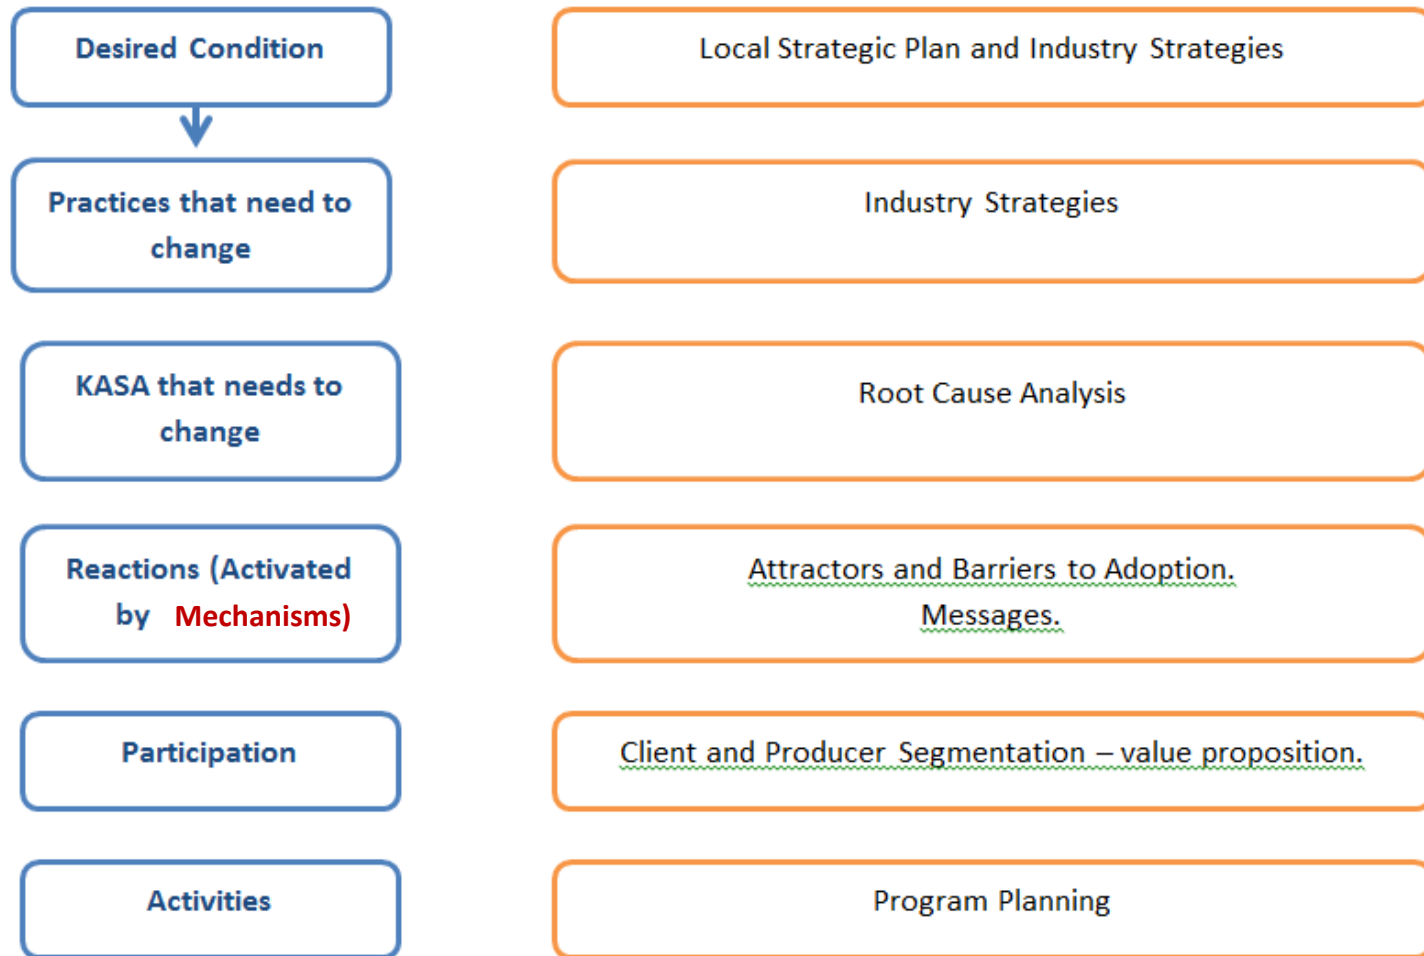 Desired Condition
Local Strategic Plan and Industry Strategies
Practices that need to
change
Industry Strategies
KASA that needs to
change
Root Cause Analysis
Reactions (Activated
by Mechanisms)
Attractors and Barriers to Adoption.
Messages.
Participation
Client and Producer Segmentation – value proposition.
Activities
Program Planning